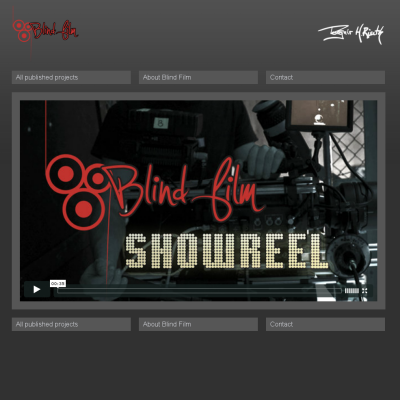 Blind film
All published projects
About Blind Film
Contact
B
Blind film
SHOWREEL
00:39
All published projects
About Blind Film
Contact